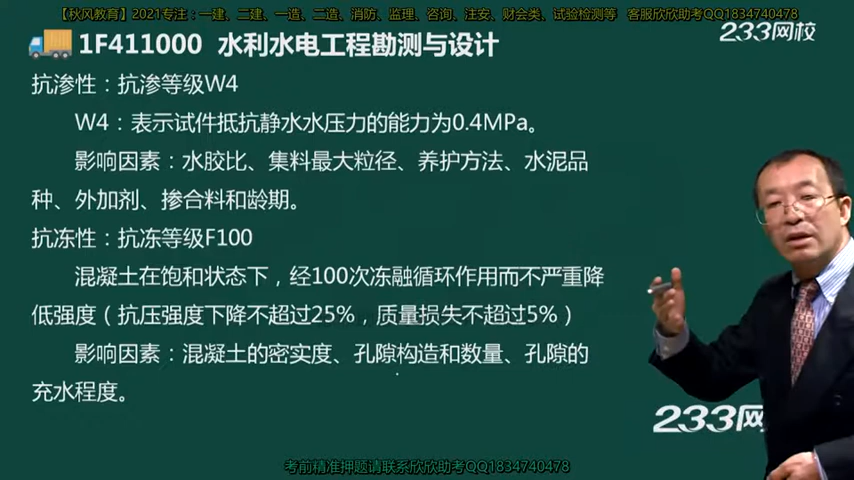 【秋风教育】2021专注：一建、二建、一造、二造、消防、监理、咨询、注安、财会类、试验检测等 客服欣欣助考QQ1834740478
1F411000 水利水电工程勘测与设计
233网校
抗渗性：抗渗等级W4
W4：表示试件抵抗静水水压力的能力为0.4MPa。
影响因素：水胶比、集料最大粒径、养护方法、水泥品
种、外加剂、掺合料和龄期。
抗冻性：抗冻等级F100
混凝土在饱和状态下，经100次冻融循环作用而不严重降
低强度（抗压强度下降不超过25%，质量损失不超过5%）
影响因素：混凝土的密实度、孔隙构造和数量、孔隙的
充水程度。
233网
考前精准押题请联系欣欣助考QQ1834740478